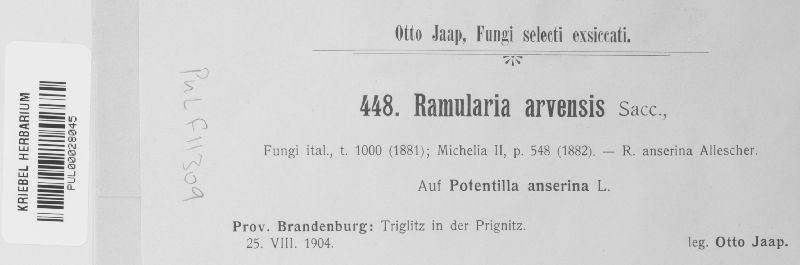 Otto Jaap, Fungi selecti exsiccati.
448. Ramularia arvensis Sacc.,
Fungi ital., t. 1000 (1881); Michelia II, p. 548 (1882). — R. anserina Allescher.
Auf Potentilla anserina L.
Prov. Brandenburg: Triglitz in der Prignitz.
25. VIII. 1904.
leg. Otto Jaap.
KRIEBEL HERBARIUM
PUL00028045
PUL F11309